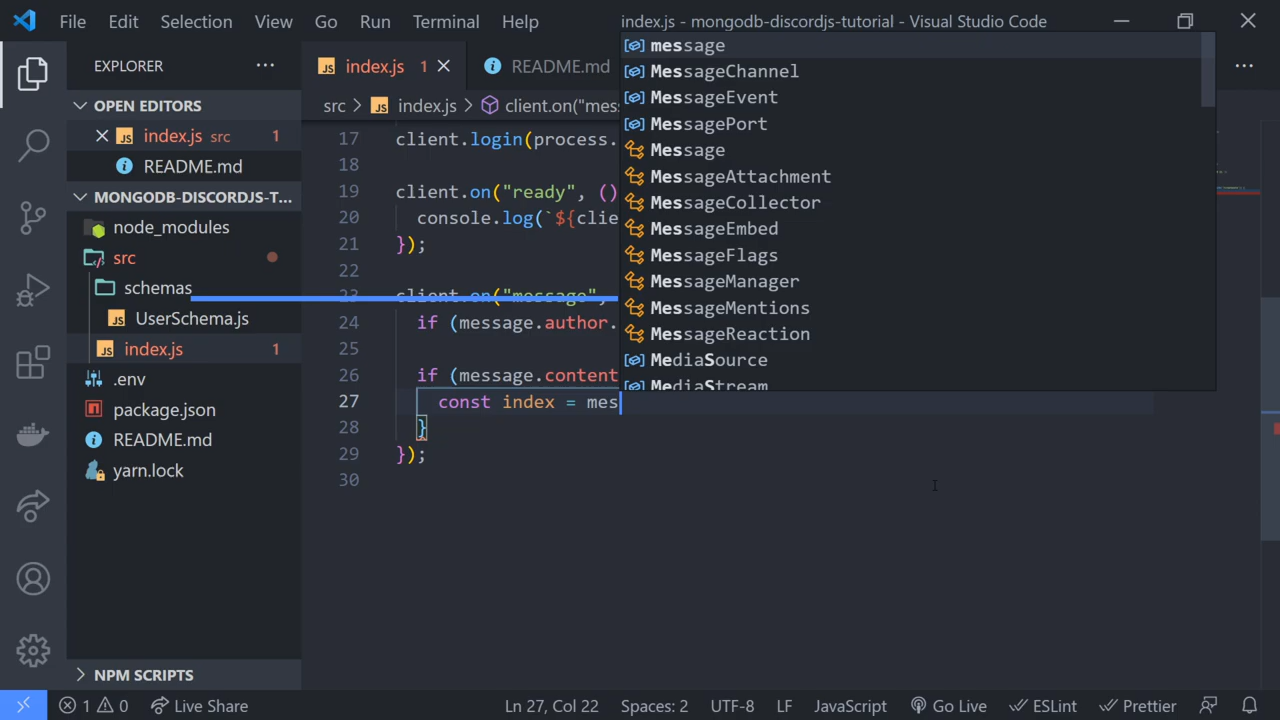 File Edit Selection View Go Run Terminal Help index.js - mongodb-discordjs-tutorial - Visual Studio Code
EXPLORER ...
OPEN EDITORS
JS index.js src 1
README.md
MONGODB-DISCORDJS-T...
node_modules
src
schemas
JS UserSchema.js
JS index.js 1
.env
package.json
README.md
yarn.lock
NPM SCRIPTS
JS index.js 1 README.md ...
src > JS index.js > client.on("mes
17 client.login(process.
18
19 client.on("ready", ()
20 console.log(`${clie
21 });
22
23 client.on("message",
24 if (message.author.
25
26 if (message.content
27 const index = mes
28 }
29 });
30
message
MessageChannel
MessageEvent
MessagePort
Message
MessageAttachment
MessageCollector
MessageEmbed
MessageFlags
MessageManager
MessageMentions
MessageReaction
MediaSource
MediaStream
1 0 Live Share Ln 27, Col 22 Spaces: 2 UTF-8 LF JavaScript Go Live ESLint Prettier